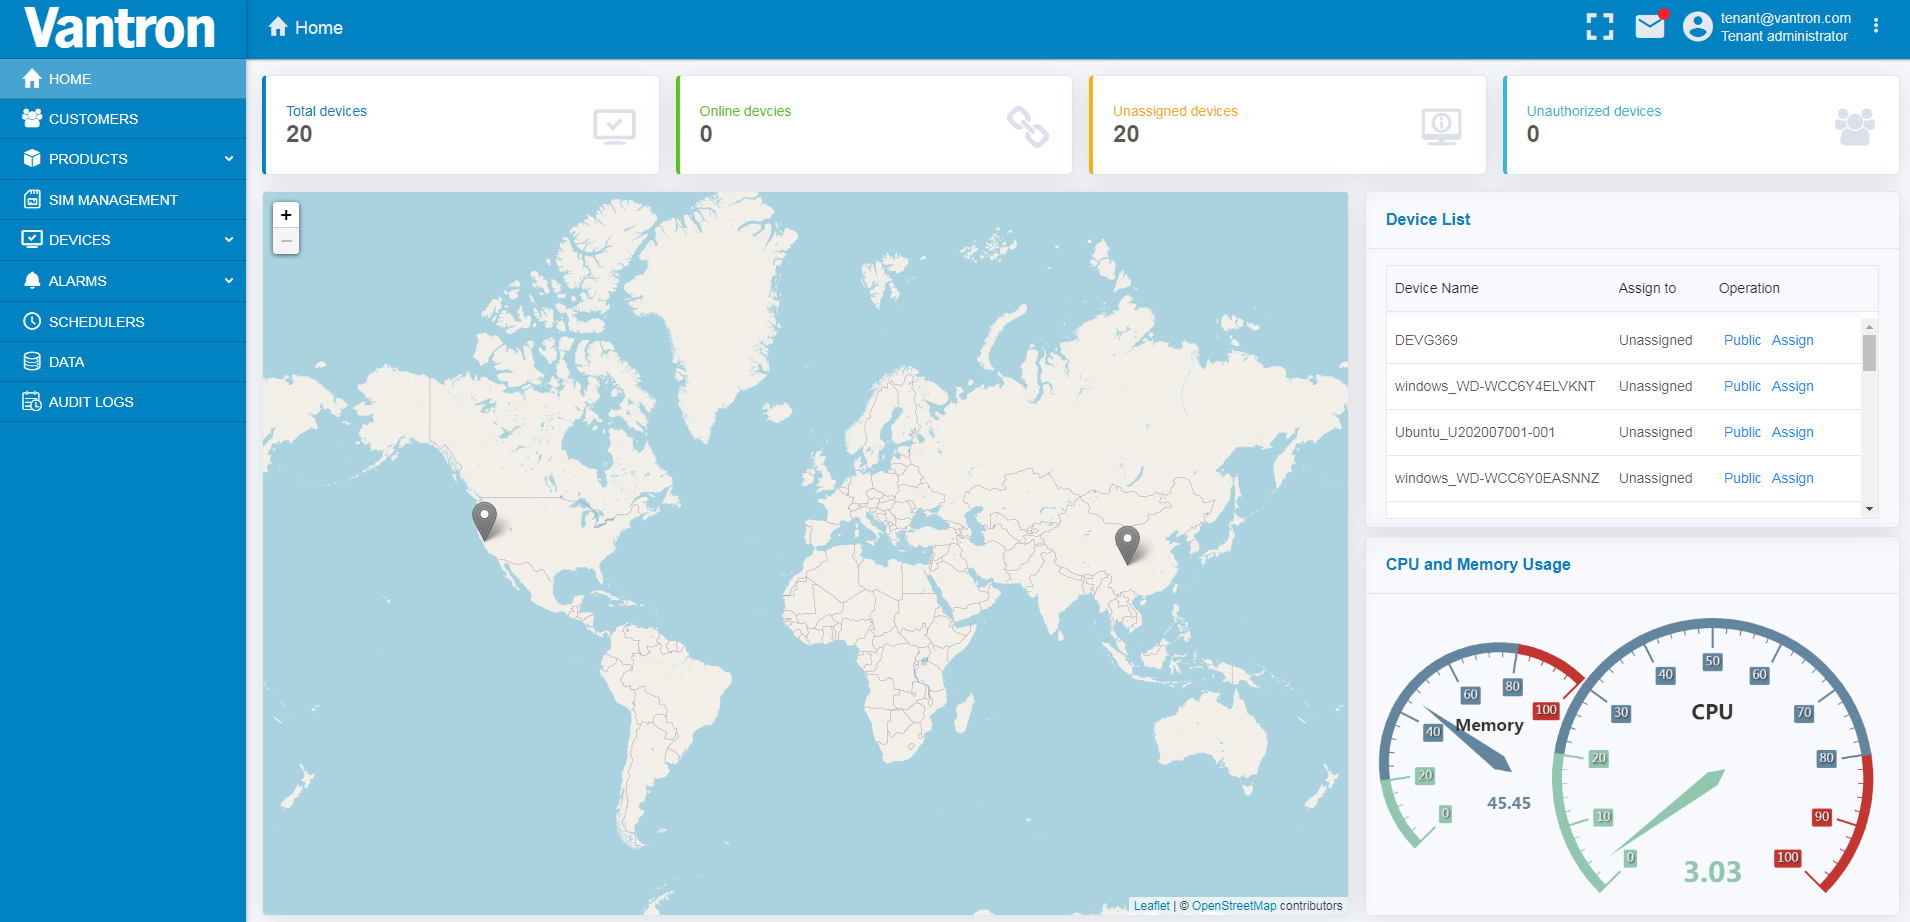 Vantron
Home
tenant@vantron.com
Tenant administrator
HOME
CUSTOMERS
PRODUCTS
SIM MANAGEMENT
DEVICES
ALARMS
SCHEDULERS
DATA
AUDIT LOGS
Total devices
20
Online devcies
0
Unassigned devices
20
Unauthorized devices
0
+
−
Leaflet | © OpenStreetMap contributors
Device List
Device Name Assign to Operation
DEVG369 Unassigned Public Assign
windows_WD-WCC6Y4ELVKNT Unassigned Public Assign
Ubuntu_U202007001-001 Unassigned Public Assign
windows_WD-WCC6Y0EASNNZ Unassigned Public Assign
CPU and Memory Usage
0
20
40
60
80
100
Memory
45.45
0
10
20
30
40
50
60
70
80
90
100
CPU
3.03